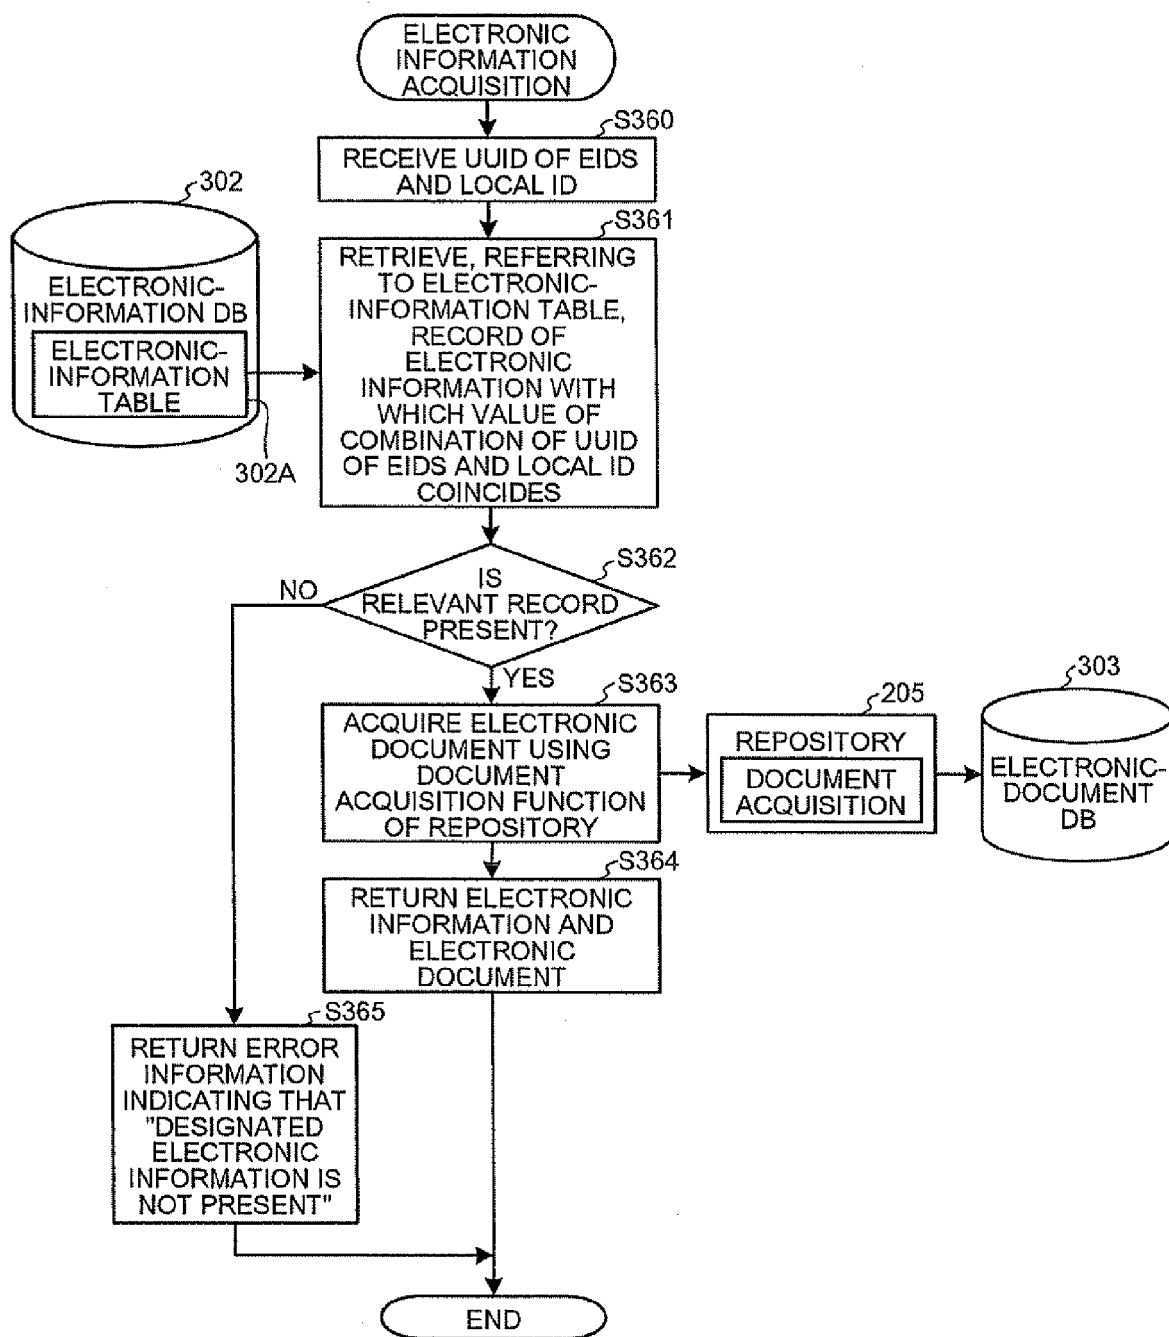 ELECTRONIC
INFORMATION
ACQUISITION
S360
RECEIVE UUID OF EIDS
AND LOCAL ID
302
ELECTRONIC-
INFORMATION DB
ELECTRONIC-
INFORMATION
TABLE
302A
S361
RETRIEVE, REFERRING
TO ELECTRONIC-
INFORMATION TABLE,
RECORD OF
ELECTRONIC
INFORMATION WITH
WHICH VALUE OF
COMBINATION OF UUID
OF EIDS AND LOCAL ID
COINCIDES
S362
IS
RELEVANT RECORD
PRESENT?
NO
YES
S363
ACQUIRE ELECTRONIC
DOCUMENT USING
DOCUMENT
ACQUISITION FUNCTION
OF REPOSITORY
205
REPOSITORY
DOCUMENT
ACQUISITION
303
ELECTRONIC-
DOCUMENT
DB
S364
RETURN ELECTRONIC
INFORMATION AND
ELECTRONIC
DOCUMENT
S365
RETURN ERROR
INFORMATION
INDICATING THAT
"DESIGNATED
ELECTRONIC
INFORMATION IS
NOT PRESENT"
END